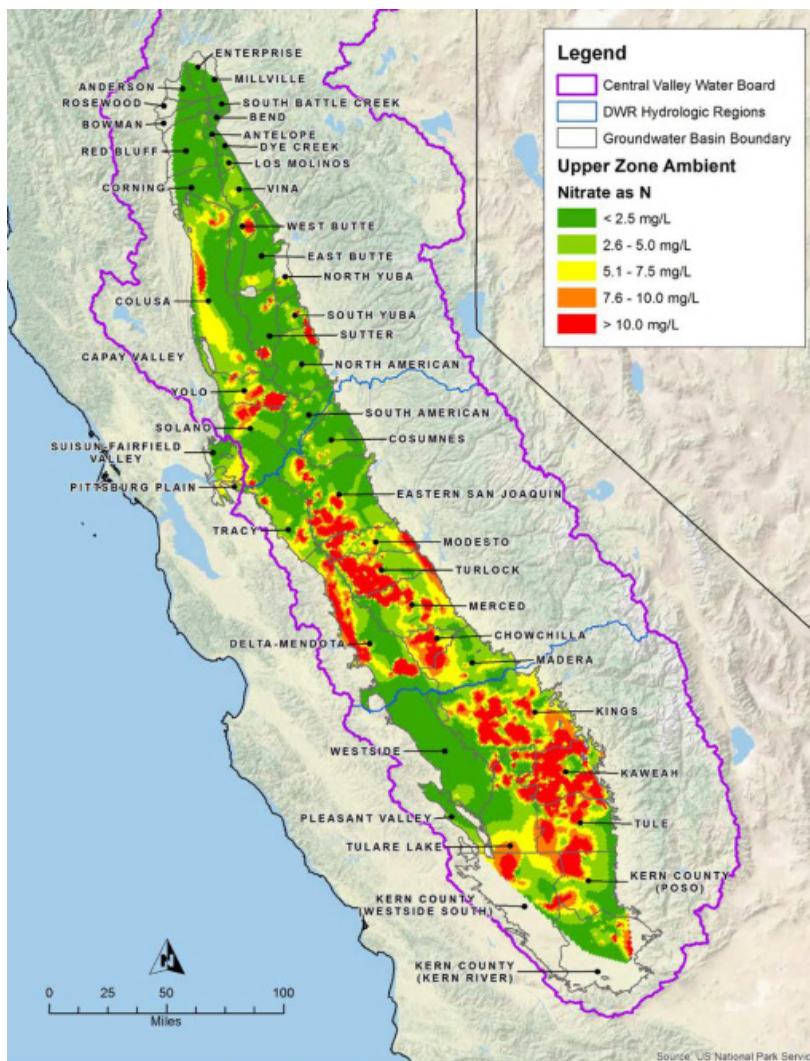 ENTERPRISE
MILLVILLE
ANDERSON
ROSEWOOD
SOUTH BATTLE CREEK
BEND
BOWMAN
ANTELOPE
DYE CREEK
RED BLUFF
LOS MOLINOS
CORNING
VINA
WEST BUTTE
EAST BUTTE
NORTH YUBA
COLUSA
SOUTH YUBA
SUTTER
CAPAY VALLEY
NORTH AMERICAN
YOLO
SOUTH AMERICAN
SOLANO
COSUMNES
SUISUN-FAIRFIELD
VALLEY
PITTSBURG PLAIN
EASTERN SAN JOAQUIN
TRACY
MODESTO
TURLOCK
MERCED
CHOWCHILLA
DELTA-MENDOTA
MADERA
KINGS
WESTSIDE
KAWEAH
PLEASANT VALLEY
TULE
TULARE LAKE
KERN COUNTY
(POSO)
KERN COUNTY
(WESTSIDE SOUTH)
KERN COUNTY
(KERN RIVER)
Legend
Central Valley Water Board
DWR Hydrologic Regions
Groundwater Basin Boundary
Upper Zone Ambient
Nitrate as N
< 2.5 mg/L
2.6 - 5.0 mg/L
5.1 - 7.5 mg/L
7.6 - 10.0 mg/L
> 10.0 mg/L
N
0 25 50 100
Miles
Source: US National Park Servi